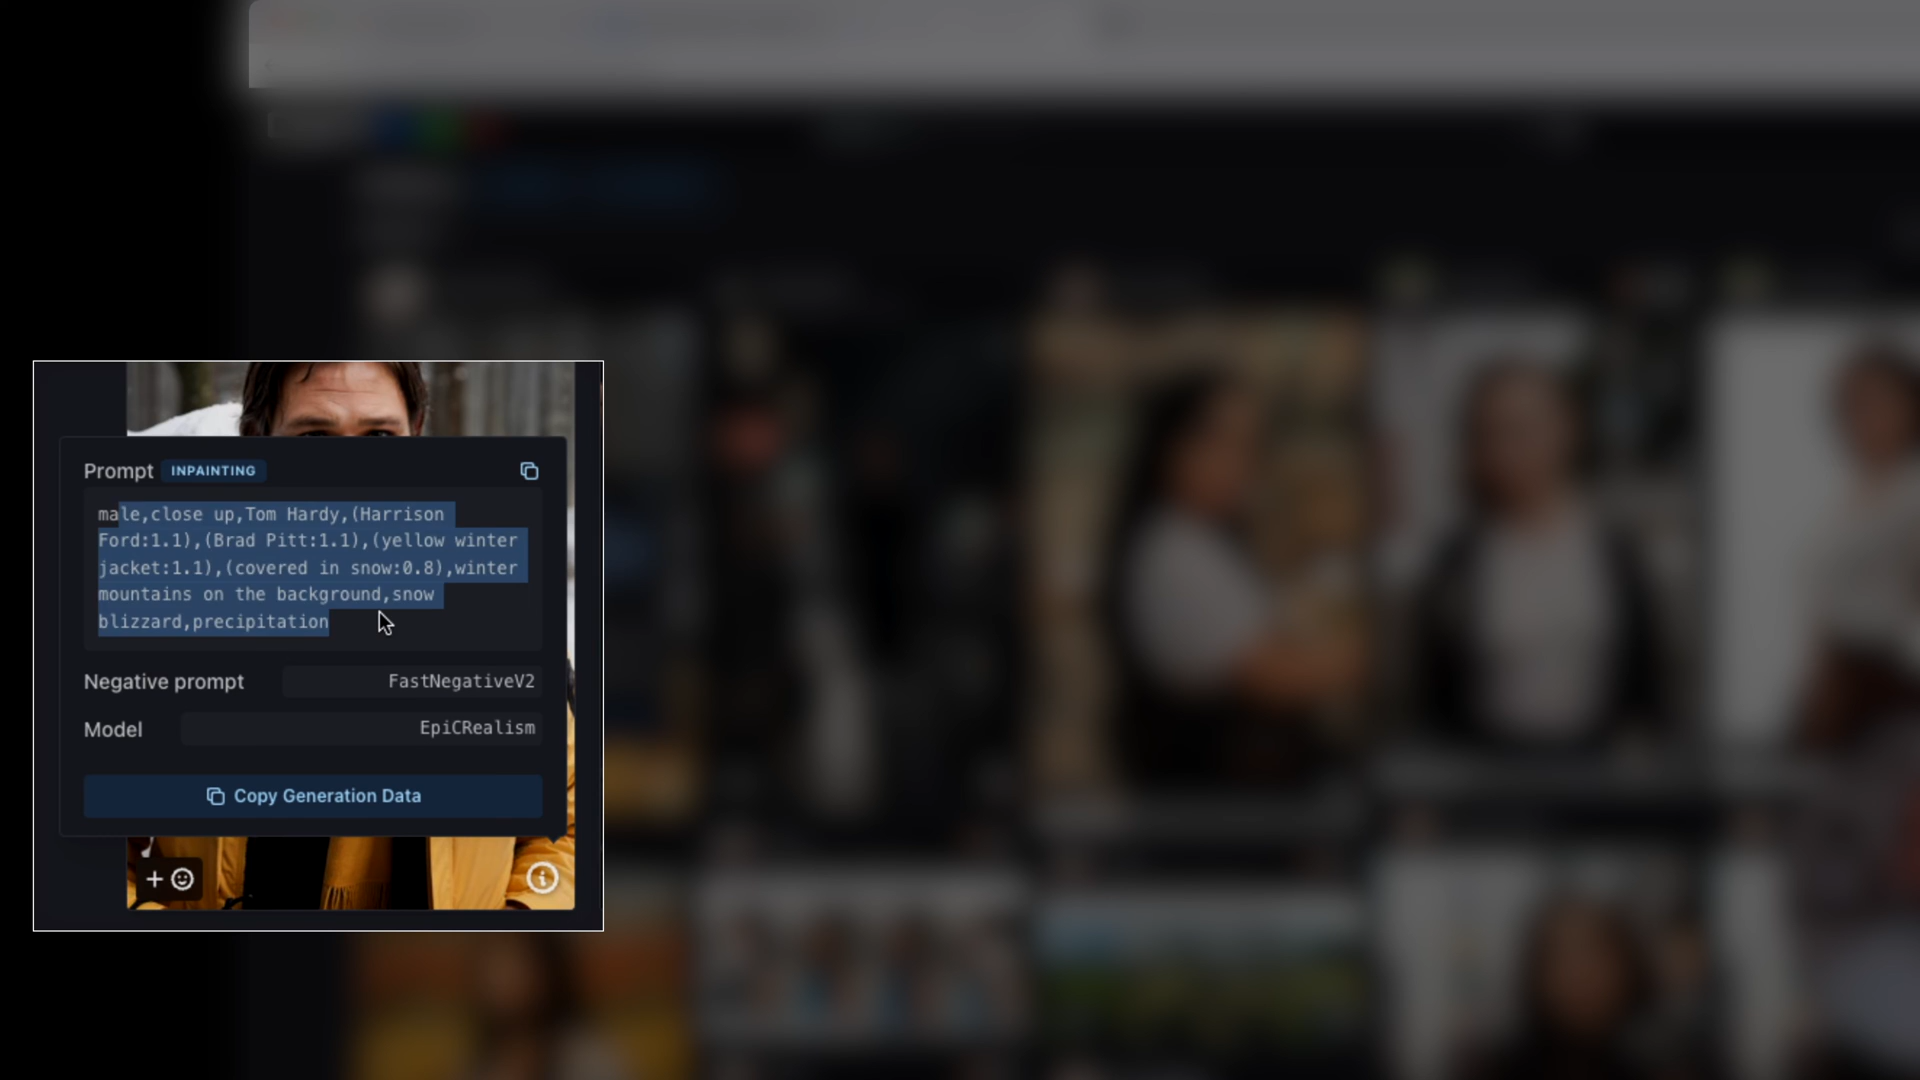 Prompt INPAINTING
male,close up,Tom Hardy,(Harrison
Ford:1.1),(Brad Pitt:1.1),(yellow winter
jacket:1.1),(covered in snow:0.8),winter
mountains on the background,snow
blizzard,precipitation
Negative prompt FastNegativeV2
Model EpiCRealism
Copy Generation Data